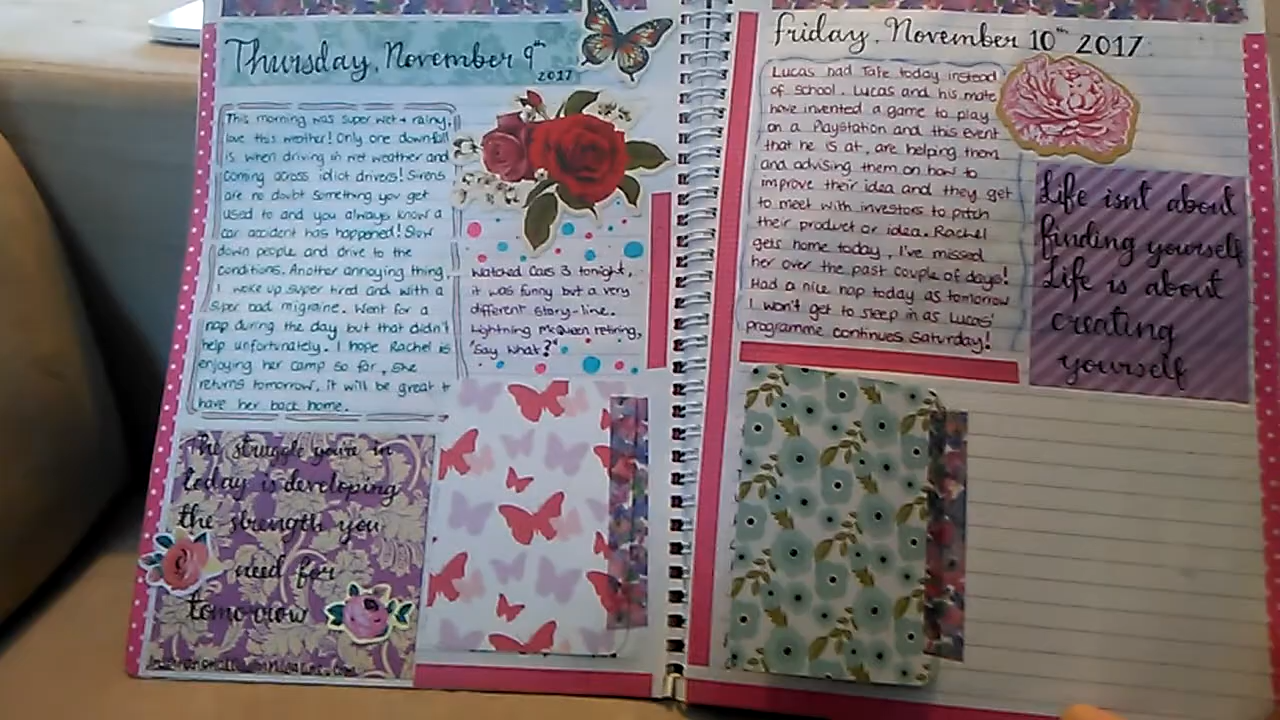 Thursday, November 9th
2017
This morning was super wet + rainy,
love this weather! Only one downfall
is when driving in wet weather and
coming across idiot drivers! Sirens
are no doubt something you get
used to and you always know a
car accident has happened! Slow
down people and drive to the
conditions. Another annoying thing,
I woke up super tired and with a
super bad migraine. Went for a
nap during the day but that didn't
help unfortunately. I hope Rachel is
enjoying her camp so far, she
returns tomorrow, it will be great to
have her back home.
Watched Cars 3 tonight,
it was funny but a very
different story-line.
Lightning McQueen retiring,
"Say what?"
The struggle you're in
today is developing
the strength you
need for
tomorrow
Friday, November 10th 2017
Lucas had Tafe today instead
of school. Lucas and his mate
have invented a game to play
on a Playstation and this event
that he is at, are helping them
and advising them on how to
improve their idea and they get
to meet with investors to pitch
their product or idea. Rachel
gets home today, I've missed
her over the past couple of days!
Had a nice nap today as tomorrow
I won't get to sleep in as Lucas'
programme continues Saturday!
Life isn't about
finding yourself
Life is about
creating
yourself